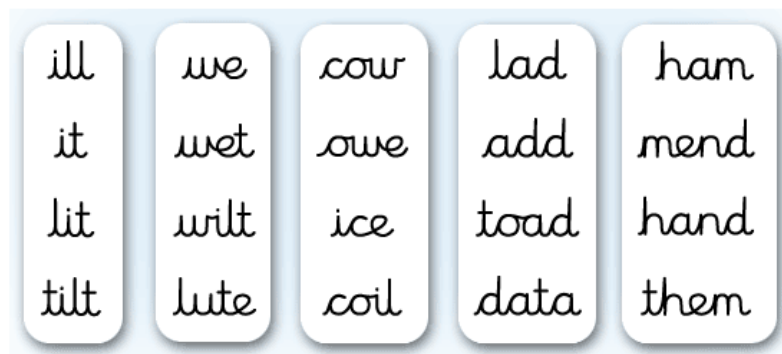 ill
it
lit
tilt
we
wet
wilt
lute
cow
owe
ice
coil
lad
add
toad
data
ham
mend
hand
them